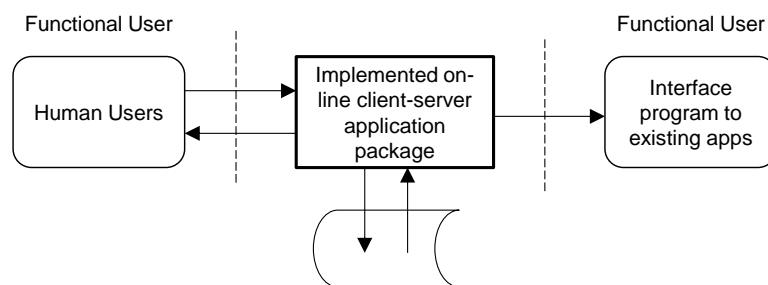 Functional User
Functional User
Human Users
Implemented on-
line client-server
application
package
Interface
program to
existing apps